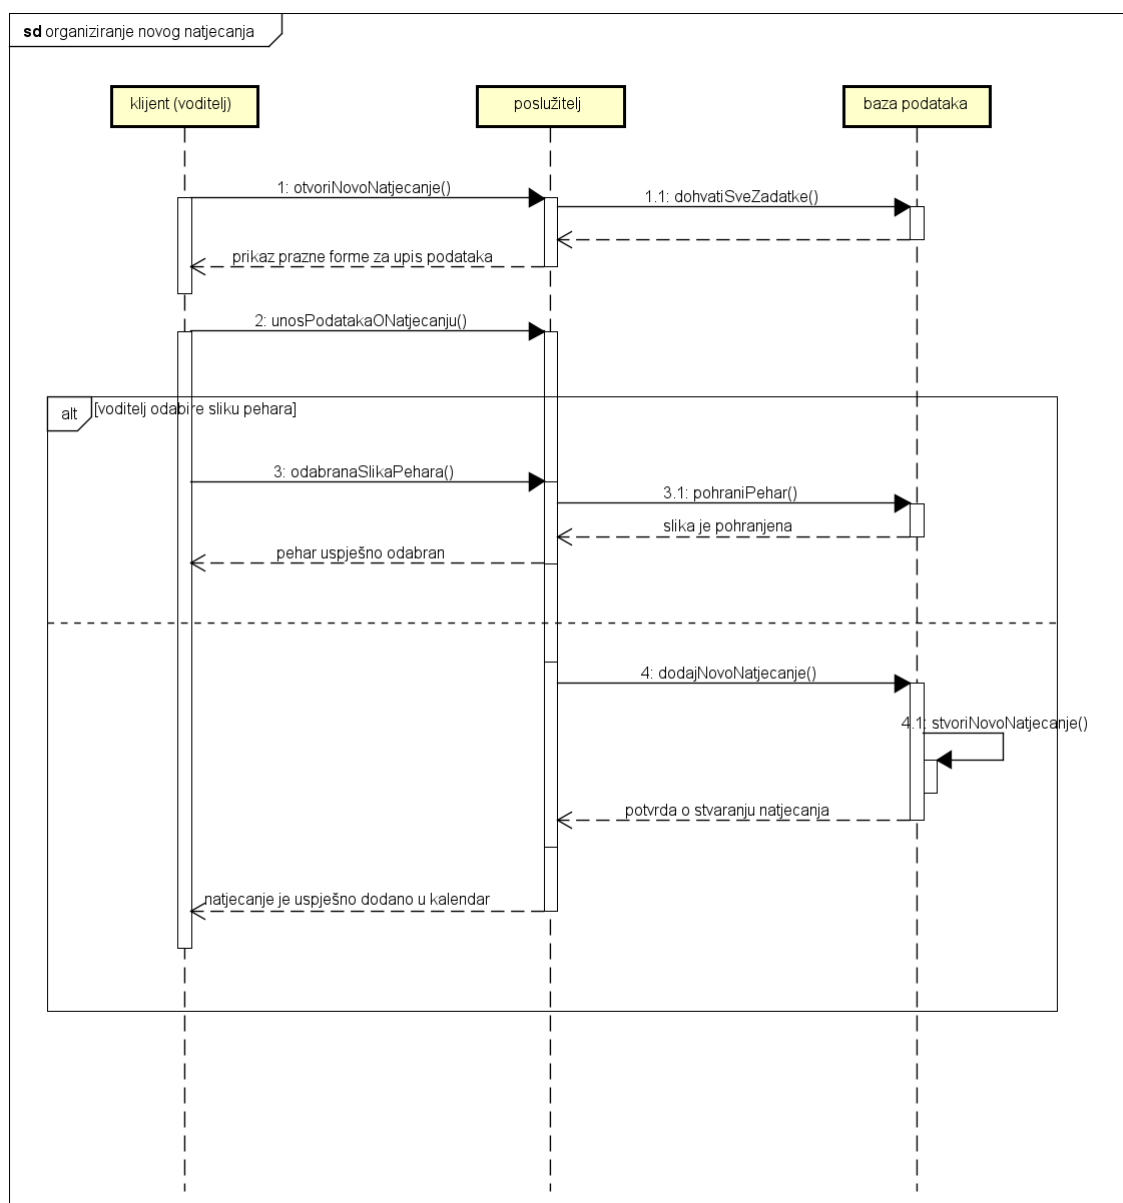 sd organiziranje novog natjecanja
klijent (voditelj)
poslužitelj
baza podataka
1: otvoriNovoNatjecanje()
1.1: dohvatiSveZadatke()
prikaz prazne forme za upis podataka
2: unosPodatakaONatjecanju()
alt
[voditelj odabire sliku pehara]
3: odabranaSlikaPehara()
3.1: pohraniPehar()
slika je pohranjena
pehar uspješno odabran
4: dodajNovoNatjecanje()
4.1: stvoriNovoNatjecanje()
potvrda o stvaranju natjecanja
natjecanje je uspješno dodano u kalendar